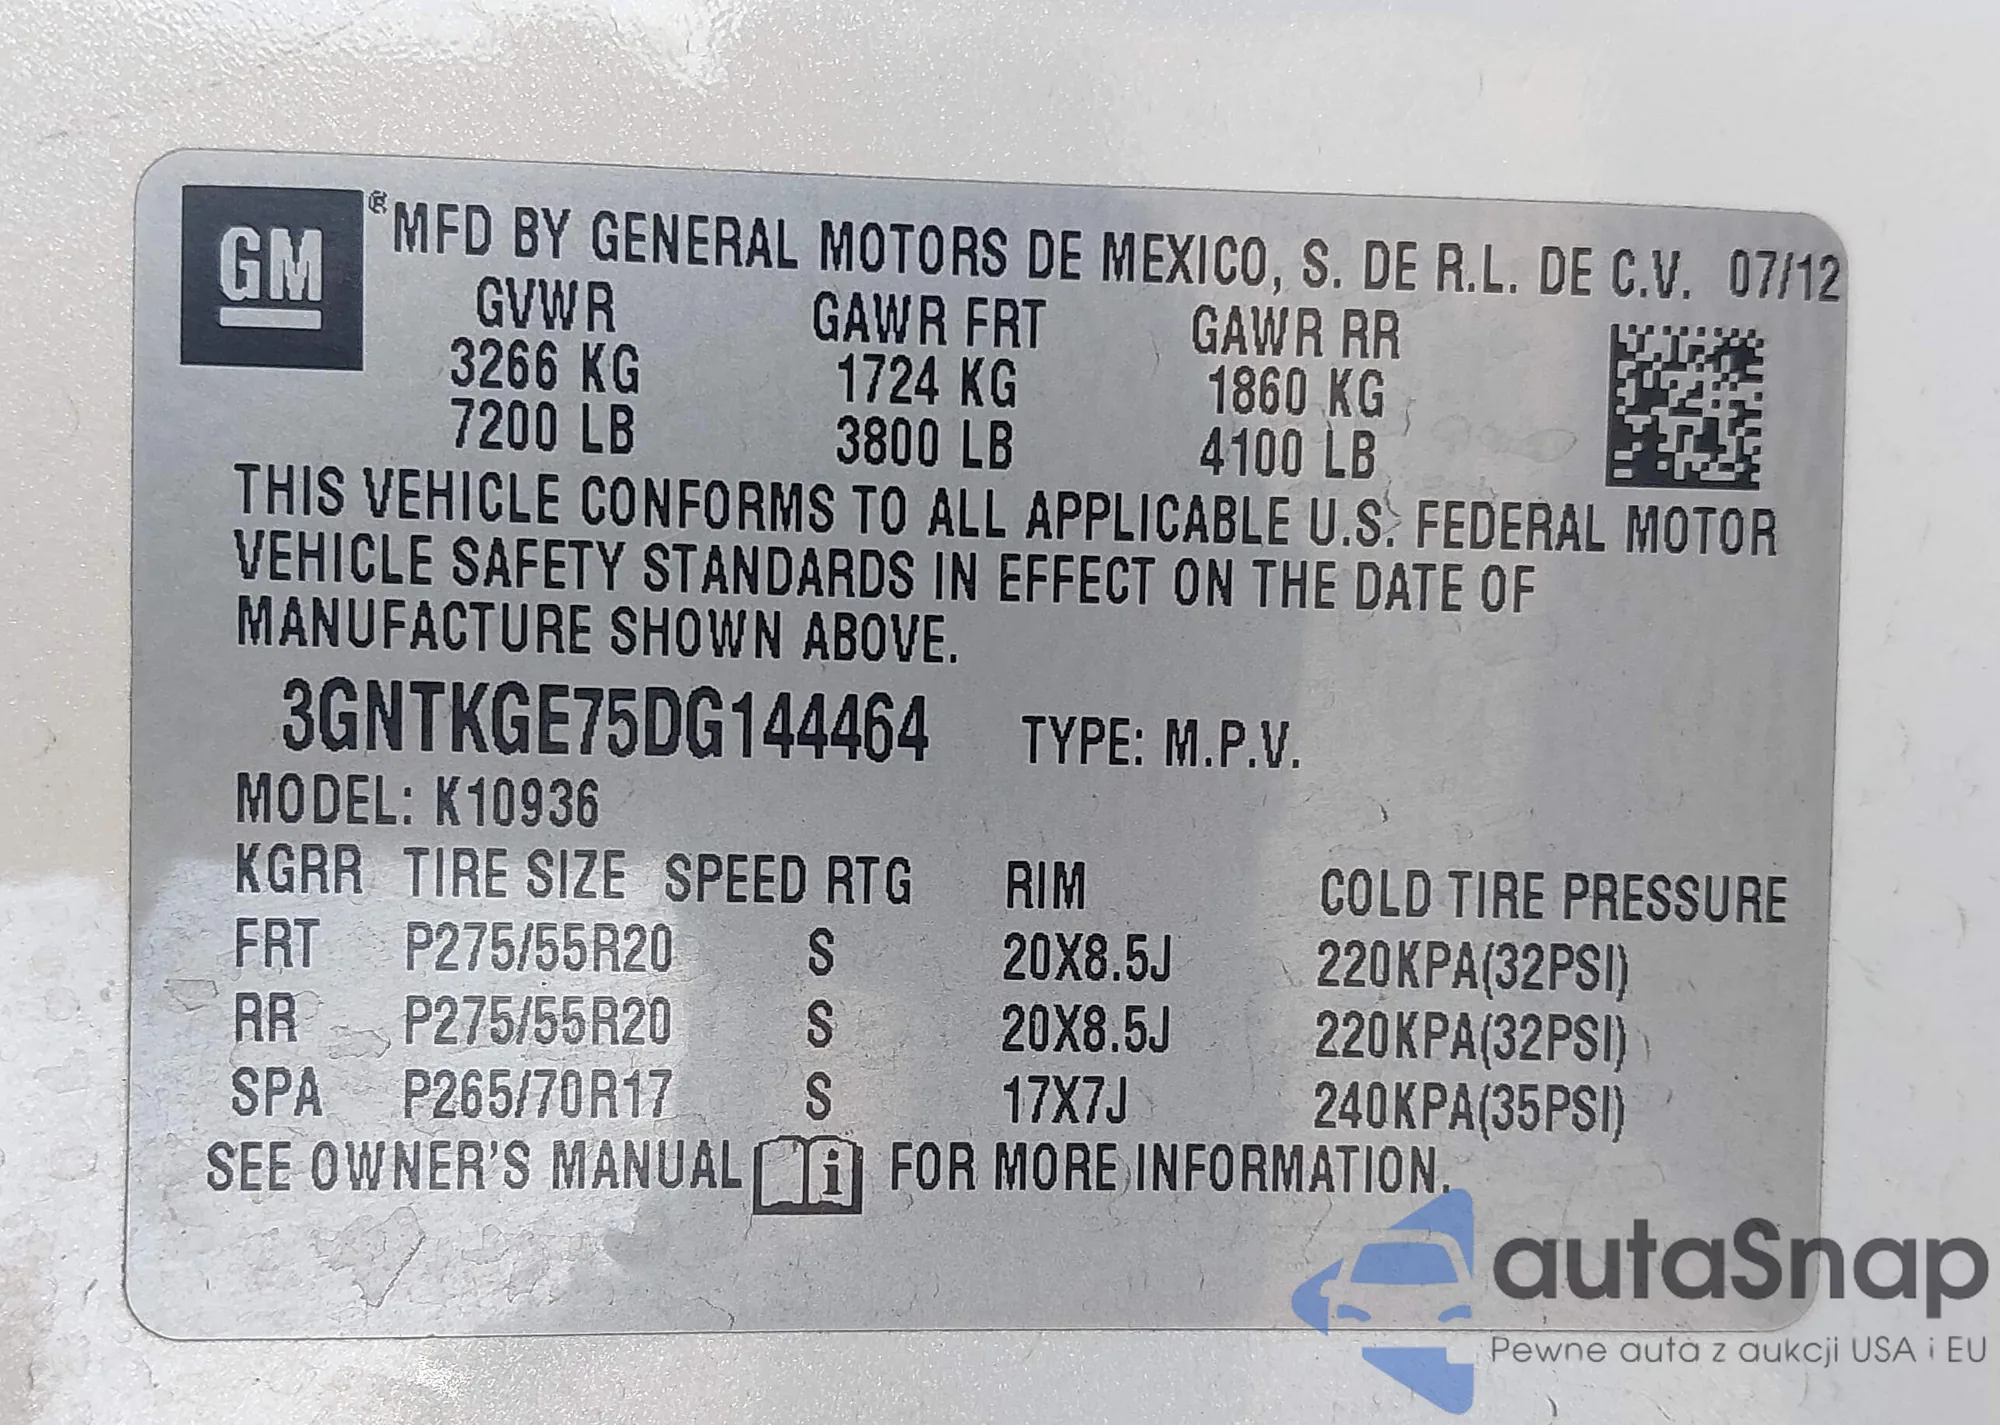 GM ® MFD BY GENERAL MOTORS DE MEXICO, S. DE R.L. DE C.V. 07/12
GVWR GAWR FRT GAWR RR
3266 KG 1724 KG 1860 KG
7200 LB 3800 LB 4100 LB
THIS VEHICLE CONFORMS TO ALL APPLICABLE U.S. FEDERAL MOTOR
VEHICLE SAFETY STANDARDS IN EFFECT ON THE DATE OF
MANUFACTURE SHOWN ABOVE.
3GNTKGE75DG144464 TYPE: M.P.V.
MODEL: K10936
KGRR TIRE SIZE SPEED RTG RIM COLD TIRE PRESSURE
FRT P275/55R20 S 20X8.5J 220KPA(32PSI)
RR P275/55R20 S 20X8.5J 220KPA(32PSI)
SPA P265/70R17 S 17X7J 240KPA(35PSI)
SEE OWNER'S MANUAL i FOR MORE INFORMATION.
autaSnap
Pewne auta z aukcji USA i EU